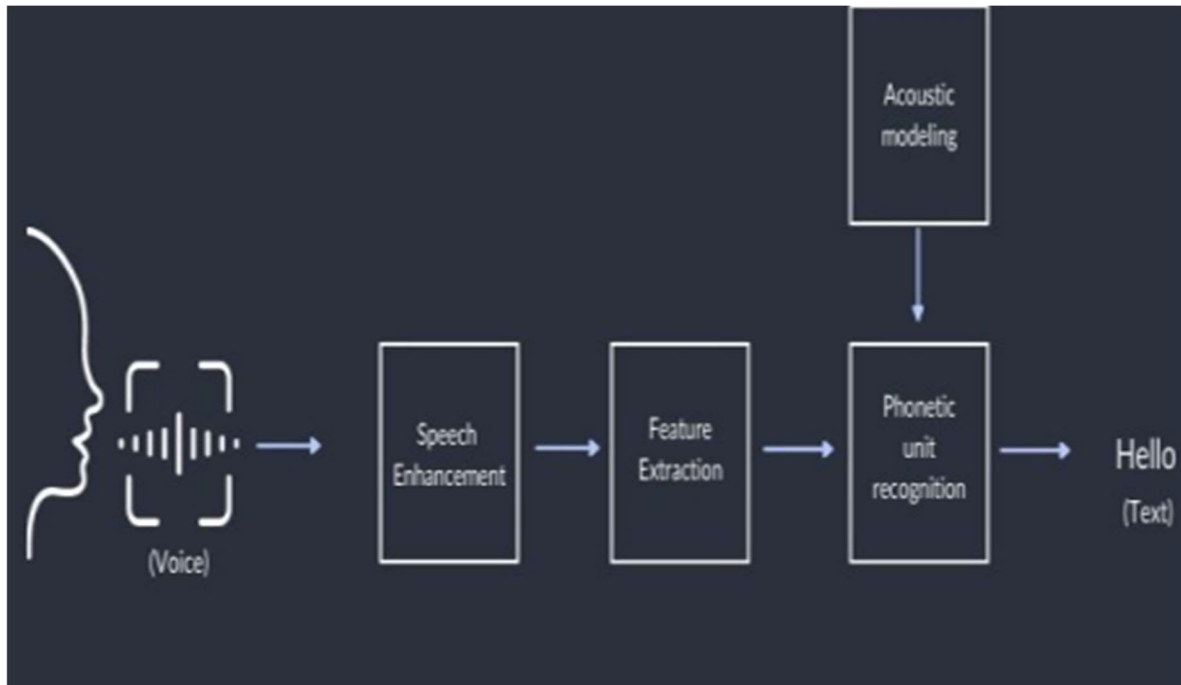 Acoustic
modeling
Speech
Enhancement
Feature
Extraction
Phonetic
unit
recognition
Hello
(Text)
(Voice)